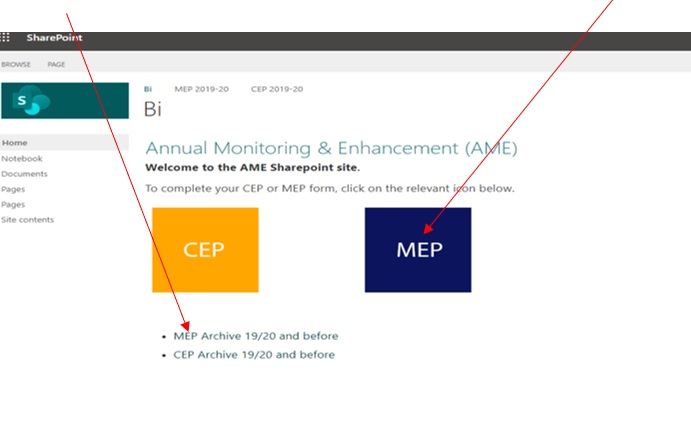 SharePoint
BROWSE PAGE
S
Bi MEP 2019-20 CEP 2019-20
Bi
Home
Notebook
Documents
Pages
Pages
Site contents
Annual Monitoring & Enhancement (AME)
Welcome to the AME Sharepoint site.
To complete your CEP or MEP form, click on the relevant icon below.
CEP MEP
• MEP Archive 19/20 and before
• CEP Archive 19/20 and before